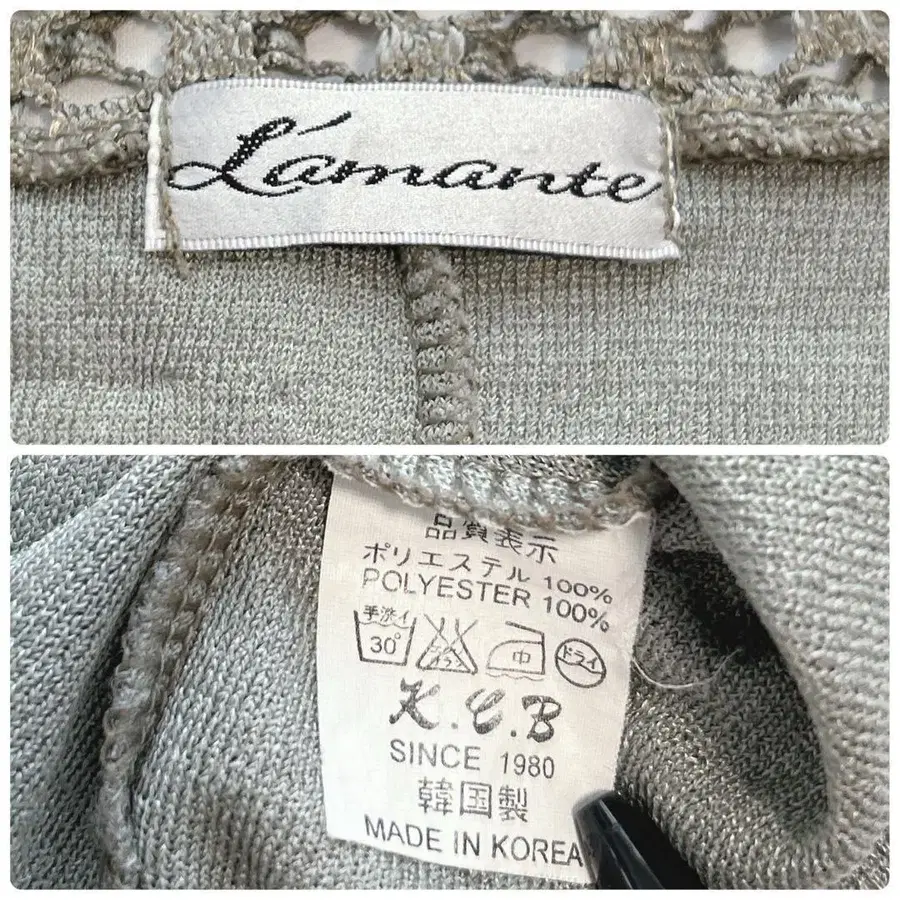 L'amante
品質表示
ポリエステル 100%
POLYESTER 100%
手洗イ
30°
中
ドライ
K.C.B
SINCE 1980
韓国製
MADE IN KOREA